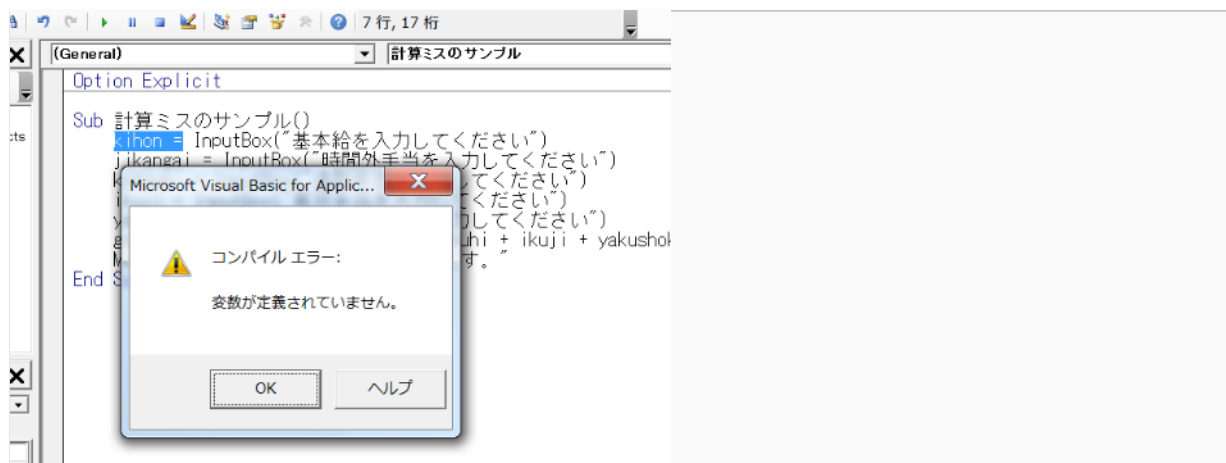 7 行, 17 桁
(General)
計算ミスのサンプル
Option Explicit
cts
Sub 計算ミスのサンプル()
kihon = InputBox("基本給を入力してください")
jikangai = InputBox("時間外手当を入力してください")
してください")
ください")
力してください")
uhi + ikuji + yakushok
す。"
End S
Microsoft Visual Basic for Applic...
コンパイル エラー:
変数が定義されていません。
OK
ヘルプ